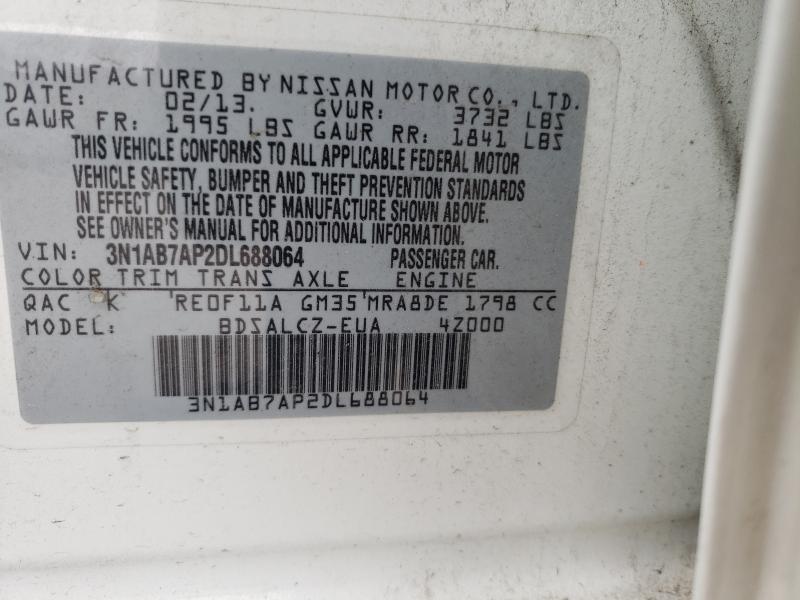 MANUFACTURED BY NISSAN MOTOR CO., LTD.
DATE: 02/13. GVWR: 3732 LBS
GAWR FR: 1995 LBS GAWR RR: 1841 LBS
THIS VEHICLE CONFORMS TO ALL APPLICABLE FEDERAL MOTOR
VEHICLE SAFETY, BUMPER AND THEFT PREVENTION STANDARDS
IN EFFECT ON THE DATE OF MANUFACTURE SHOWN ABOVE.
SEE OWNER'S MANUAL FOR ADDITIONAL INFORMATION.
VIN: 3N1AB7AP2DL688064 PASSENGER CAR.
COLOR TRIM TRANS AXLE ENGINE
QAC K 'RE0F11A GM35'MRA8DE 1798 CC
MODEL: BDSALCZ-EUA 4Z000
3N1AB7AP2DL688064